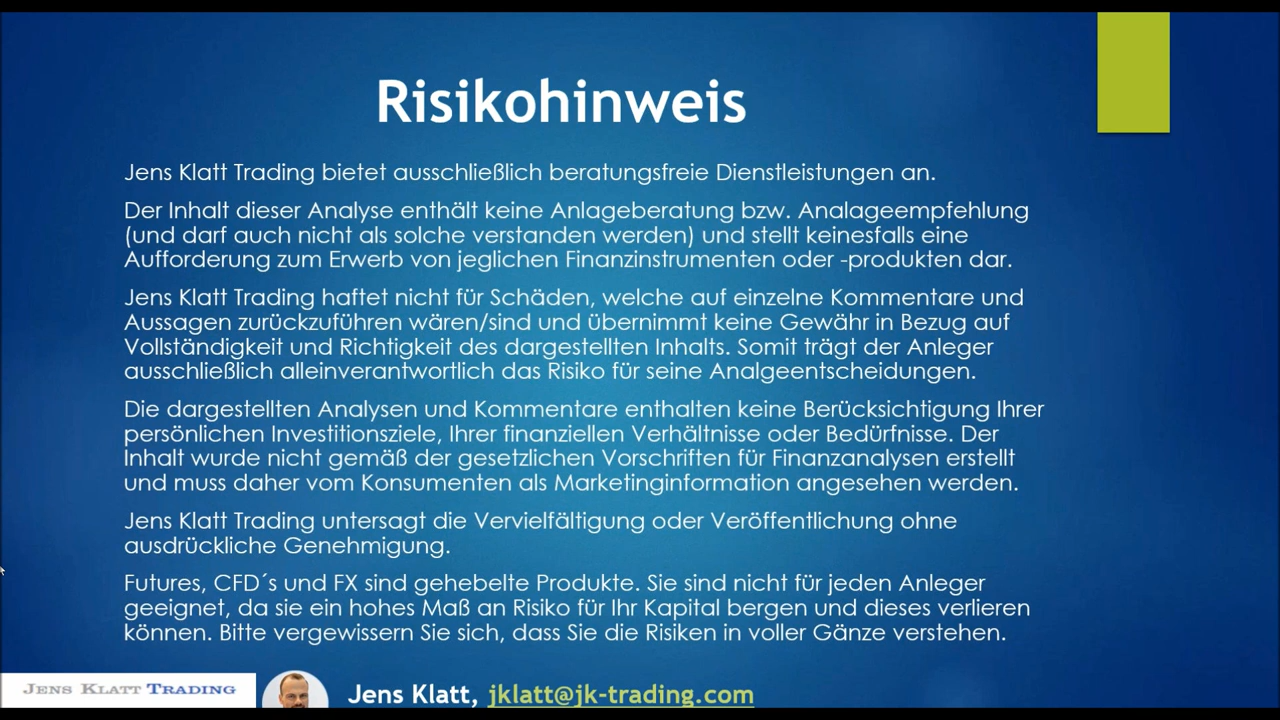 Risikohinweis
Jens Klatt Trading bietet ausschließlich beratungsfreie Dienstleistungen an.
Der Inhalt dieser Analyse enthält keine Anlageberatung bzw. Analageempfehlung
(und darf auch nicht als solche verstanden werden) und stellt keinesfalls eine
Aufforderung zum Erwerb von jeglichen Finanzinstrumenten oder -produkten dar.
Jens Klatt Trading haftet nicht für Schäden, welche auf einzelne Kommentare und
Aussagen zurückzuführen wären/sind und übernimmt keine Gewähr in Bezug auf
Vollständigkeit und Richtigkeit des dargestellten Inhalts. Somit trägt der Anleger
ausschließlich alleinverantwortlich das Risiko für seine Analgeentscheidungen.
Die dargestellten Analysen und Kommentare enthalten keine Berücksichtigung Ihrer
persönlichen Investitionsziele, Ihrer finanziellen Verhältnisse oder Bedürfnisse. Der
Inhalt wurde nicht gemäß der gesetzlichen Vorschriften für Finanzanalysen erstellt
und muss daher vom Konsumenten als Marketinginformation angesehen werden.
Jens Klatt Trading untersagt die Vervielfältigung oder Veröffentlichung ohne
ausdrückliche Genehmigung.
Futures, CFD´s und FX sind gehebelte Produkte. Sie sind nicht für jeden Anleger
geeignet, da sie ein hohes Maß an Risiko für Ihr Kapital bergen und dieses verlieren
können. Bitte vergewissern Sie sich, dass Sie die Risiken in voller Gänze verstehen.
JENS KLATT TRADING
Jens Klatt, jklatt@jk-trading.com